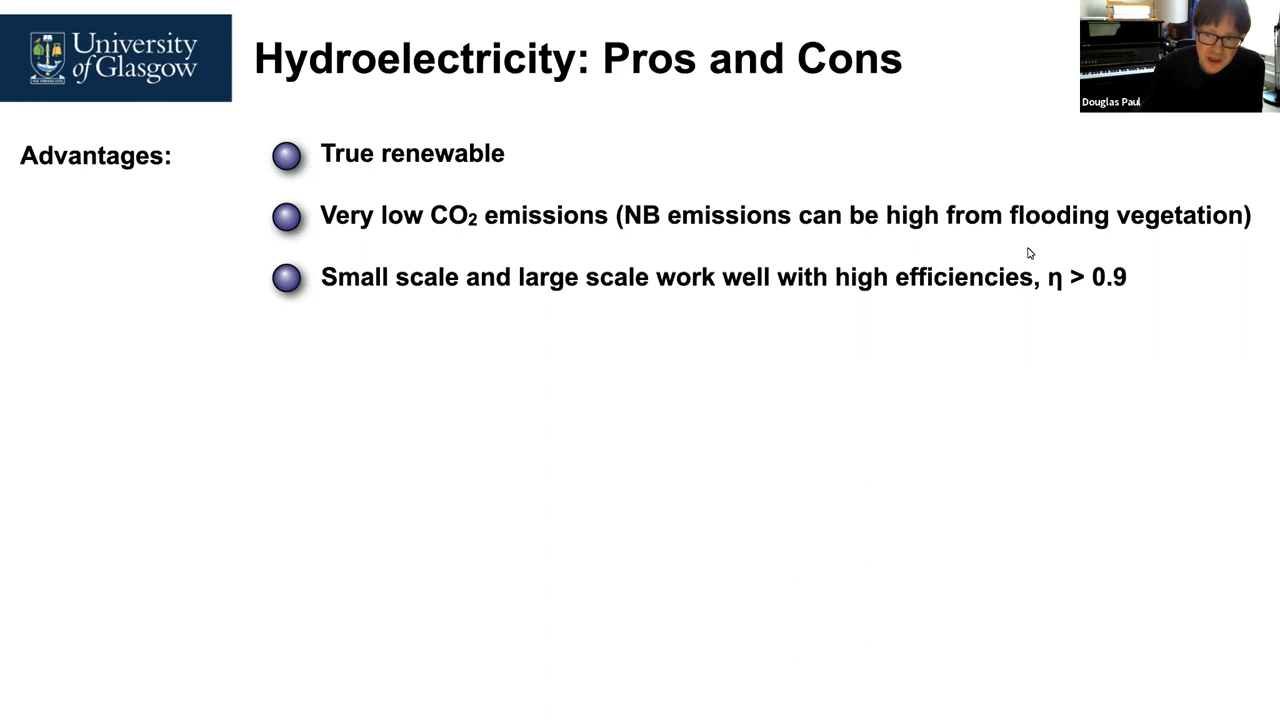 University
of Glasgow
Hydroelectricity: Pros and Cons
Douglas Paul
Advantages:
True renewable
Very low CO₂ emissions (NB emissions can be high from flooding vegetation)
Small scale and large scale work well with high efficiencies, η > 0.9